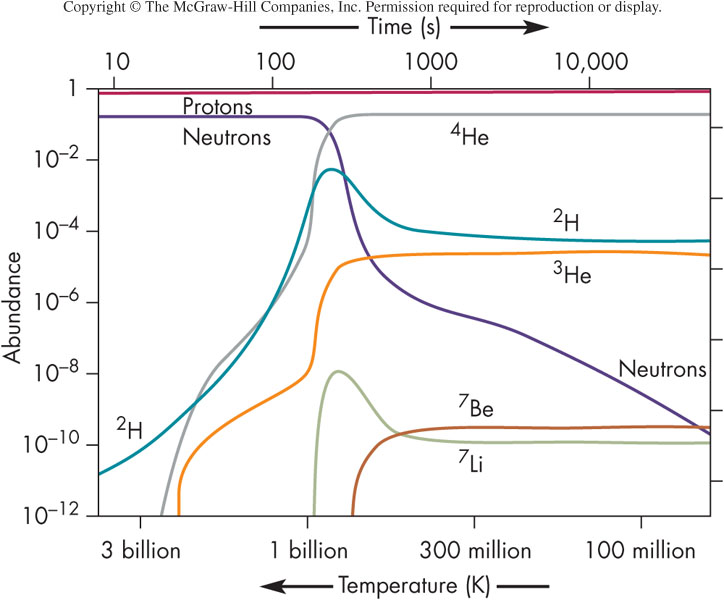 Copyright © The McGraw-Hill Companies, Inc. Permission required for reproduction or display.
Time (s)
10 100 1000 10,000
1
Protons
Neutrons
⁴He
10⁻²
²H
10⁻⁴
³He
Abundance
10⁻⁶
Neutrons
10⁻⁸
⁷Be
²H
10⁻¹⁰
⁷Li
10⁻¹²
3 billion 1 billion 300 million 100 million
Temperature (K)